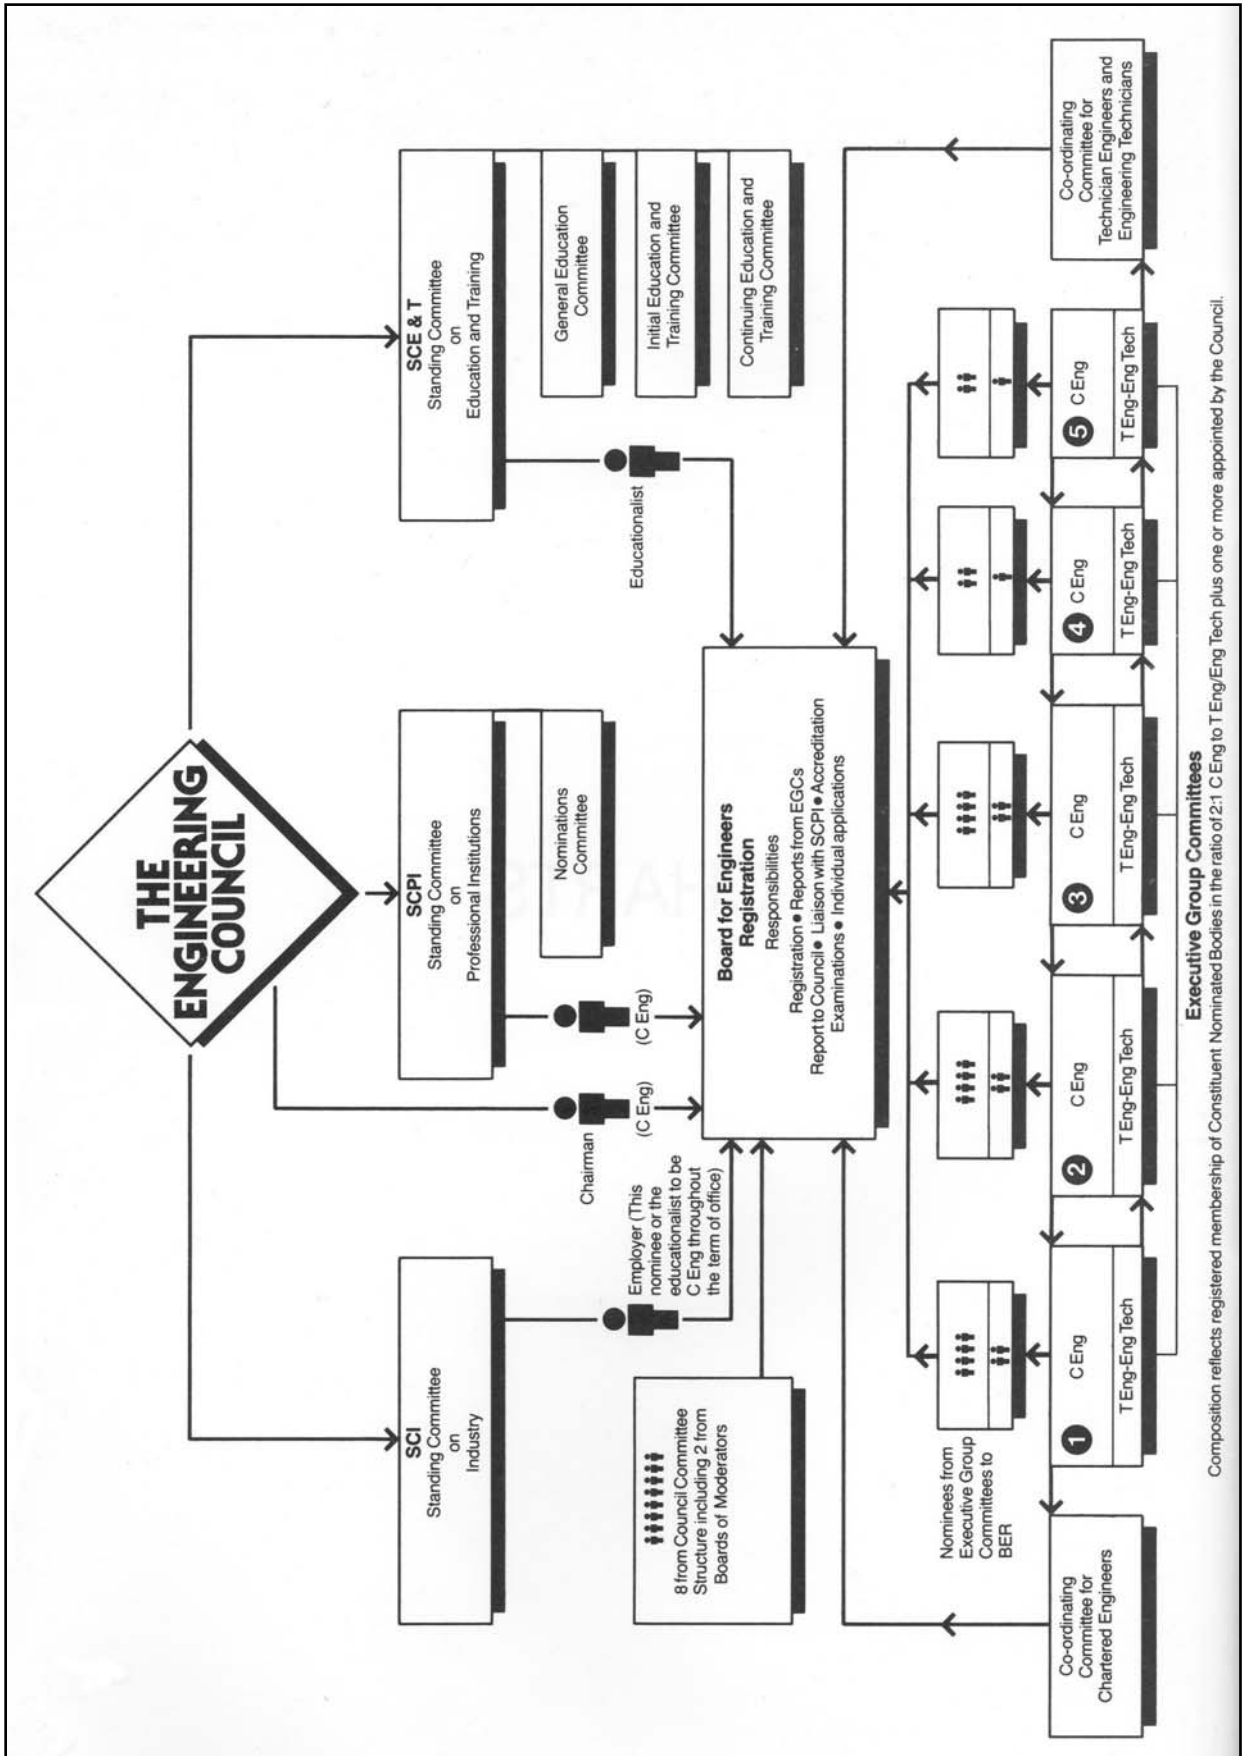 THE
ENGINEERING
COUNCIL
SCI
Standing Committee
on
Industry
SCPI
Standing Committee
on
Professional Institutions
Nominations
Committee
SCE & T
Standing Committee
on
Education and Training
General Education
Committee
Initial Education and
Training Committee
Continuing Education and
Training Committee
Chairman
(C Eng)
(C Eng)
Educationalist
Employer (This
nominee or the
educationalist to be
C Eng throughout
the term of office)
8 from Council Committee
Structure including 2 from
Boards of Moderators
Board for Engineers
Registration
Responsibilities
Registration • Reports from EGCs
Report to Council • Liaison with SCPI • Accreditation
Examinations • Individual applications
Nominees from
Executive Group
Committees to
BER
Co-ordinating
Committee for
Chartered Engineers
1 C Eng
T Eng-Eng Tech
2 C Eng
T Eng-Eng Tech
3 C Eng
T Eng-Eng Tech
4 C Eng
T Eng-Eng Tech
5 C Eng
T Eng-Eng Tech
Co-ordinating
Committee for
Technician Engineers and
Engineering Technicians
Executive Group Committees
Composition reflects registered membership of Constituent Nominated Bodies in the ratio of 2:1 C Eng to T Eng/Eng Tech plus one or more appointed by the Council.